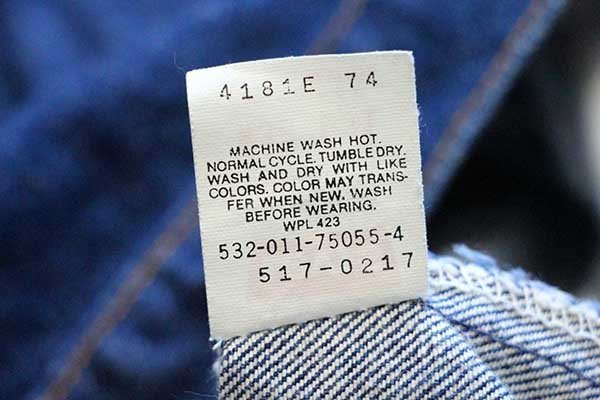 4181E 74
MACHINE WASH HOT.
NORMAL CYCLE. TUMBLE DRY.
WASH AND DRY WITH LIKE
COLORS. COLOR MAY TRANS-
FER WHEN NEW. WASH
BEFORE WEARING.
WPL 423
532-011-75055-4
517-0217